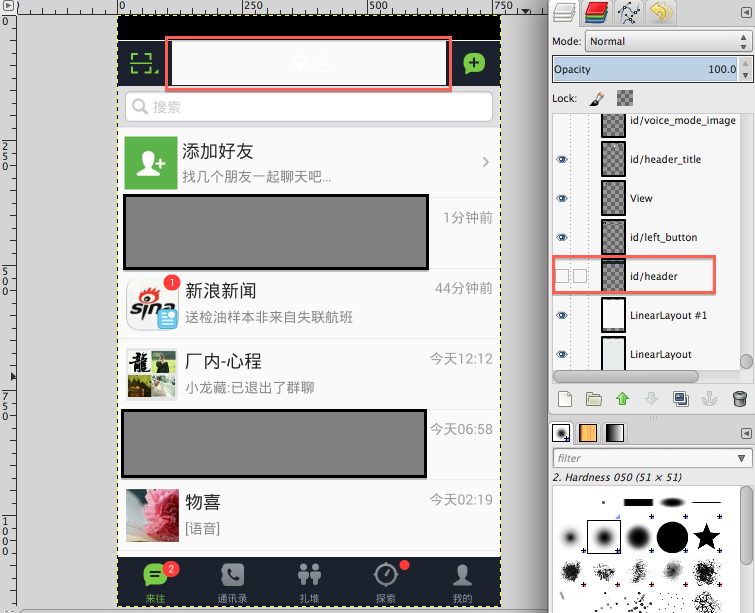 0
250
500
750
250
500
750
1000
Mode: Normal
Opacity 100.0
Lock:
id/voice_mode_image
id/header_title
View
id/left_button
id/header
LinearLayout #1
LinearLayout
filter
2. Hardness 050 (51 × 51)
来往
搜索
添加好友
找几个朋友一起聊天吧...
1分钟前
1
sina
新浪新闻
44分钟前
送检油样本非来自失联航班
龍
厂内-心程
今天12:12
小龙藏:已退出了群聊
今天06:58
物喜
今天02:19
[语音]
2
来往
通讯录
扎堆
探索
我的